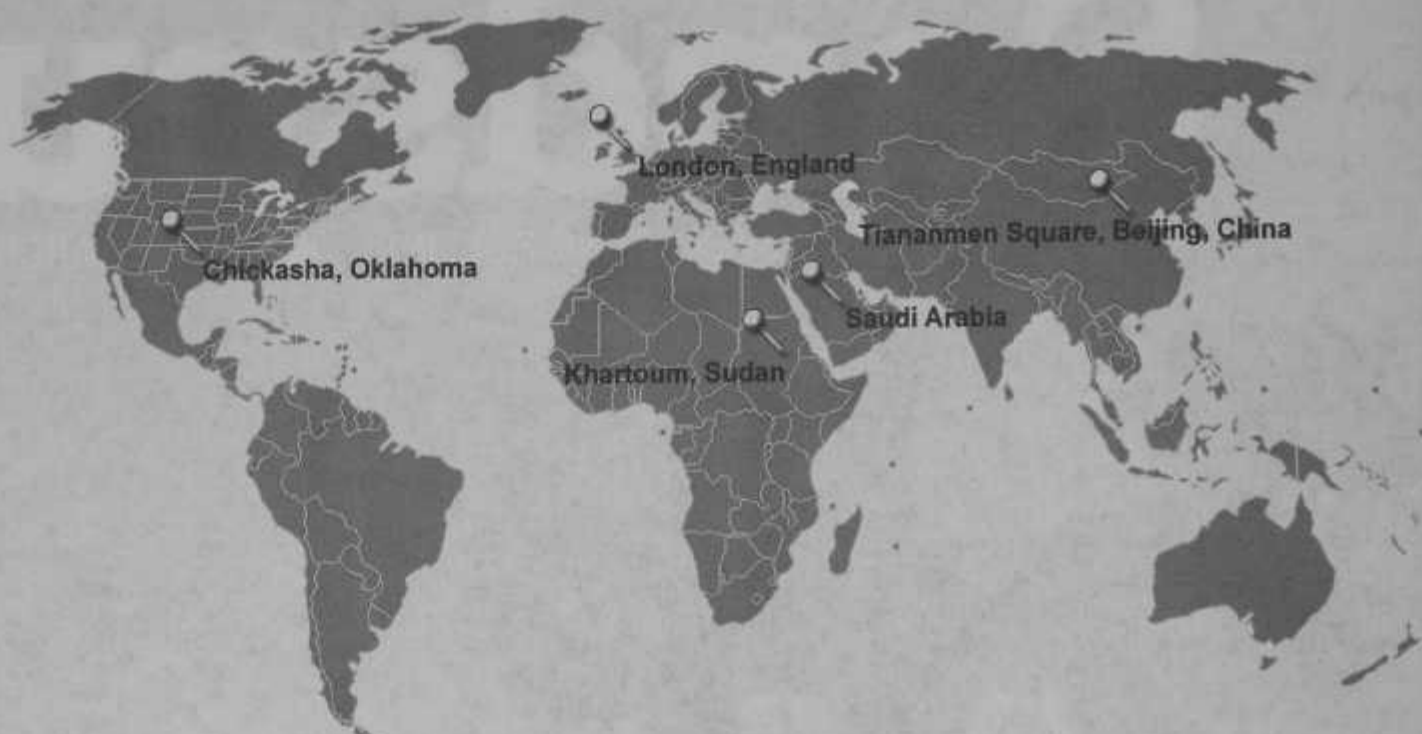 London, England
Tiananmen Square, Beijing, China
Chickasha, Oklahoma
Saudi Arabia
Khartoum, Sudan